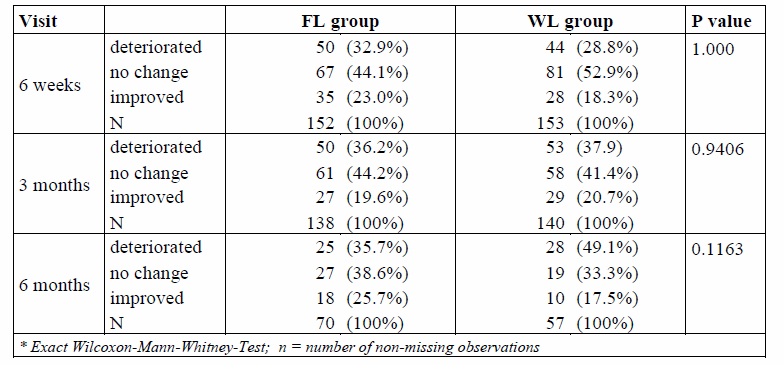 Visit FL group WL group P value
deteriorated 50 (32.9%) 44 (28.8%) 1.000
no change 67 (44.1%) 81 (52.9%)
6 weeks
improved 35 (23.0%) 28 (18.3%)
N 152 (100%) 153 (100%)
deteriorated 50 (36.2%) 53 (37.9) 0.9406
no change 61 (44.2%) 58 (41.4%)
3 months
improved 27 (19.6%) 29 (20.7%)
N 138 (100%) 140 (100%)
deteriorated 25 (35.7%) 28 (49.1%) 0.1163
no change 27 (38.6%) 19 (33.3%)
6 months
improved 18 (25.7%) 10 (17.5%)
N 70 (100%) 57 (100%)
* Exact Wilcoxon-Mann-Whitney-Test; n = number of non-missing observations